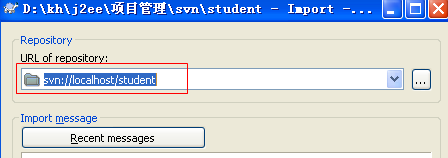 D:\kh\j2ee\项目管理\svn\student - Import -...
Repository
URL of repository:
svn://localhost/student
...
Import message
Recent messages